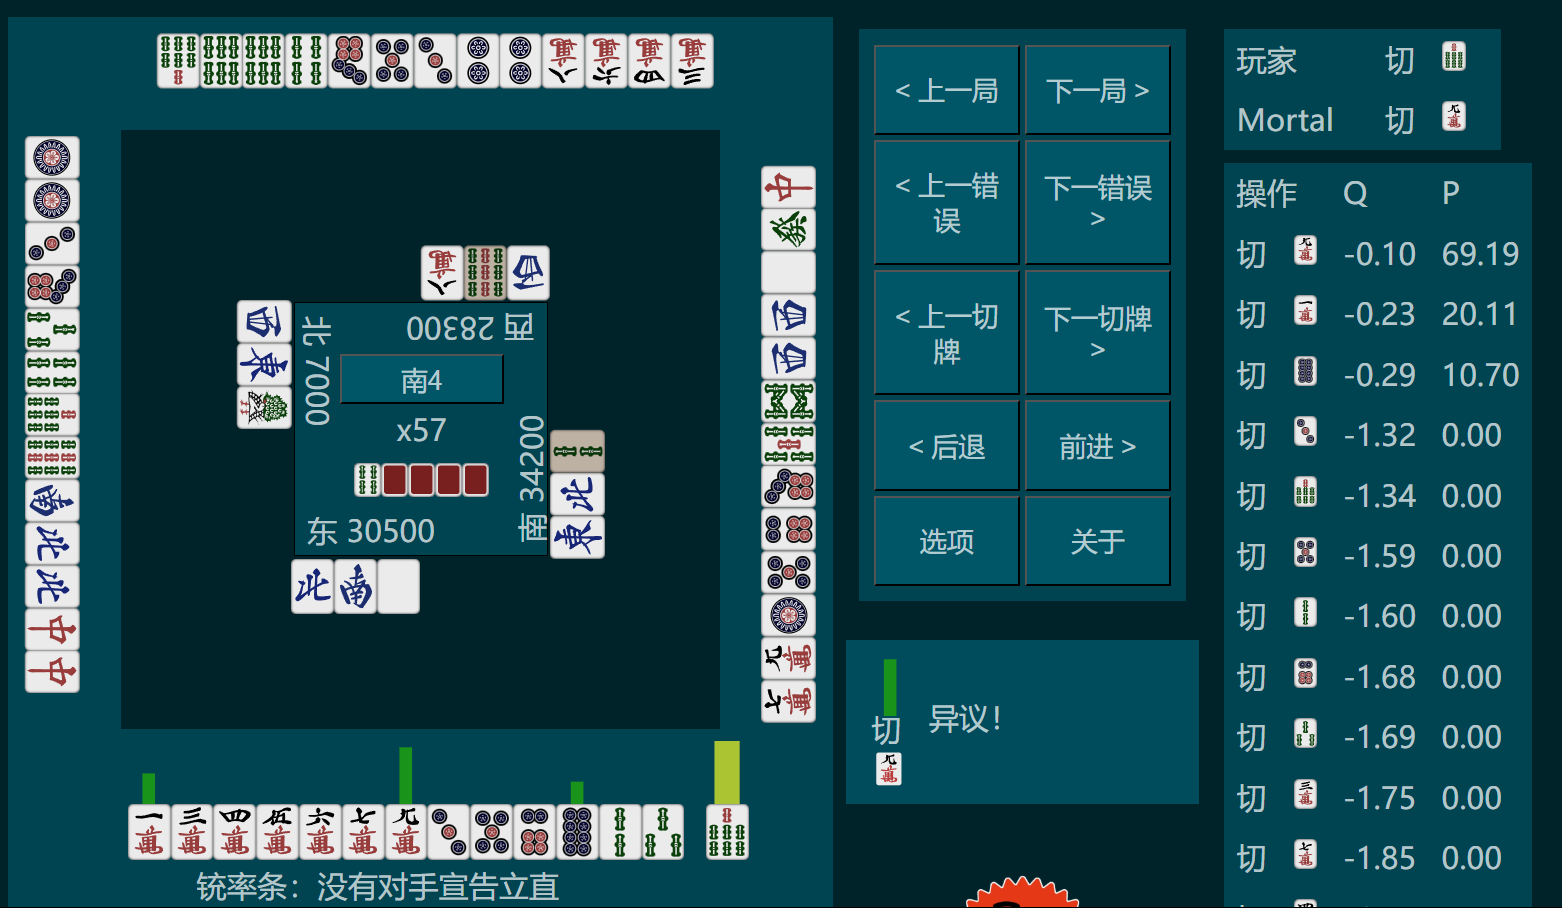 < 上一局
下一局 >
< 上一错
误
下一错误
>
< 上一切
牌
下一切牌
>
< 后退
前进 >
选项
关于
切
异议！
西 28300
北 7000
南4
x57
南 34200
东 30500
铳率条：没有对手宣告立直
玩家 切
Mortal 切
操作 Q P
切 -0.10 69.19
切 -0.23 20.11
切 -0.29 10.70
切 -1.32 0.00
切 -1.34 0.00
切 -1.59 0.00
切 -1.60 0.00
切 -1.68 0.00
切 -1.69 0.00
切 -1.75 0.00
切 -1.85 0.00